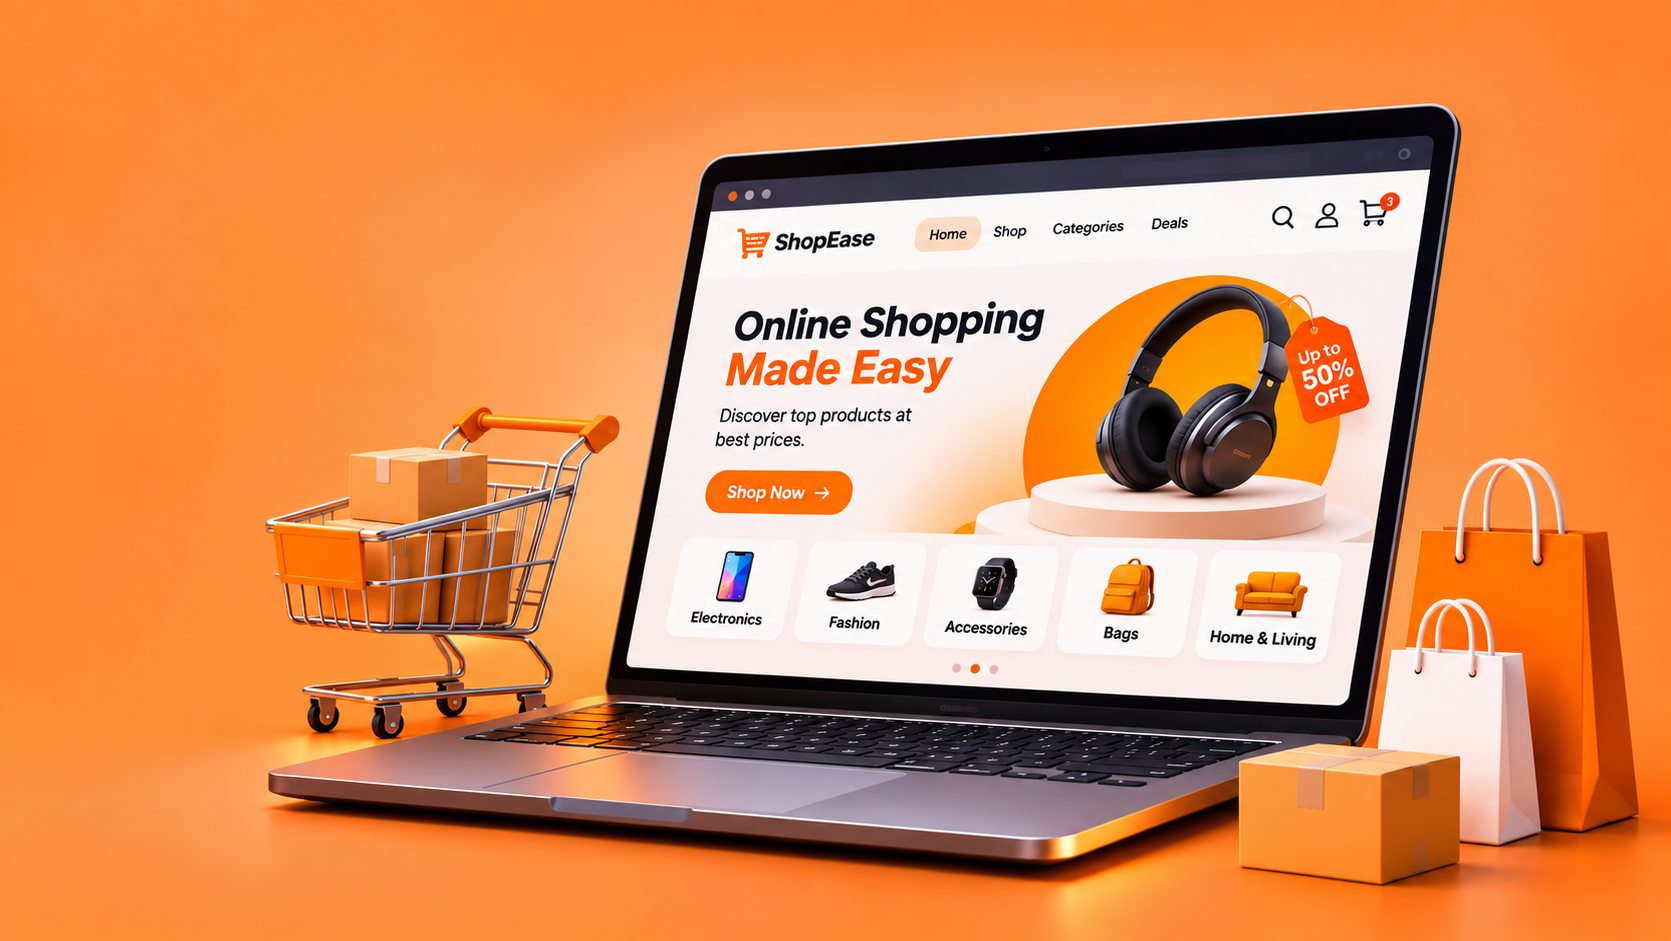 ShopEase
Home
Shop
Categories
Deals
3
Online Shopping
Made Easy
Discover top products at
best prices.
Shop Now
Up to
50%
OFF
Electronics
Fashion
Accessories
Bags
Home & Living